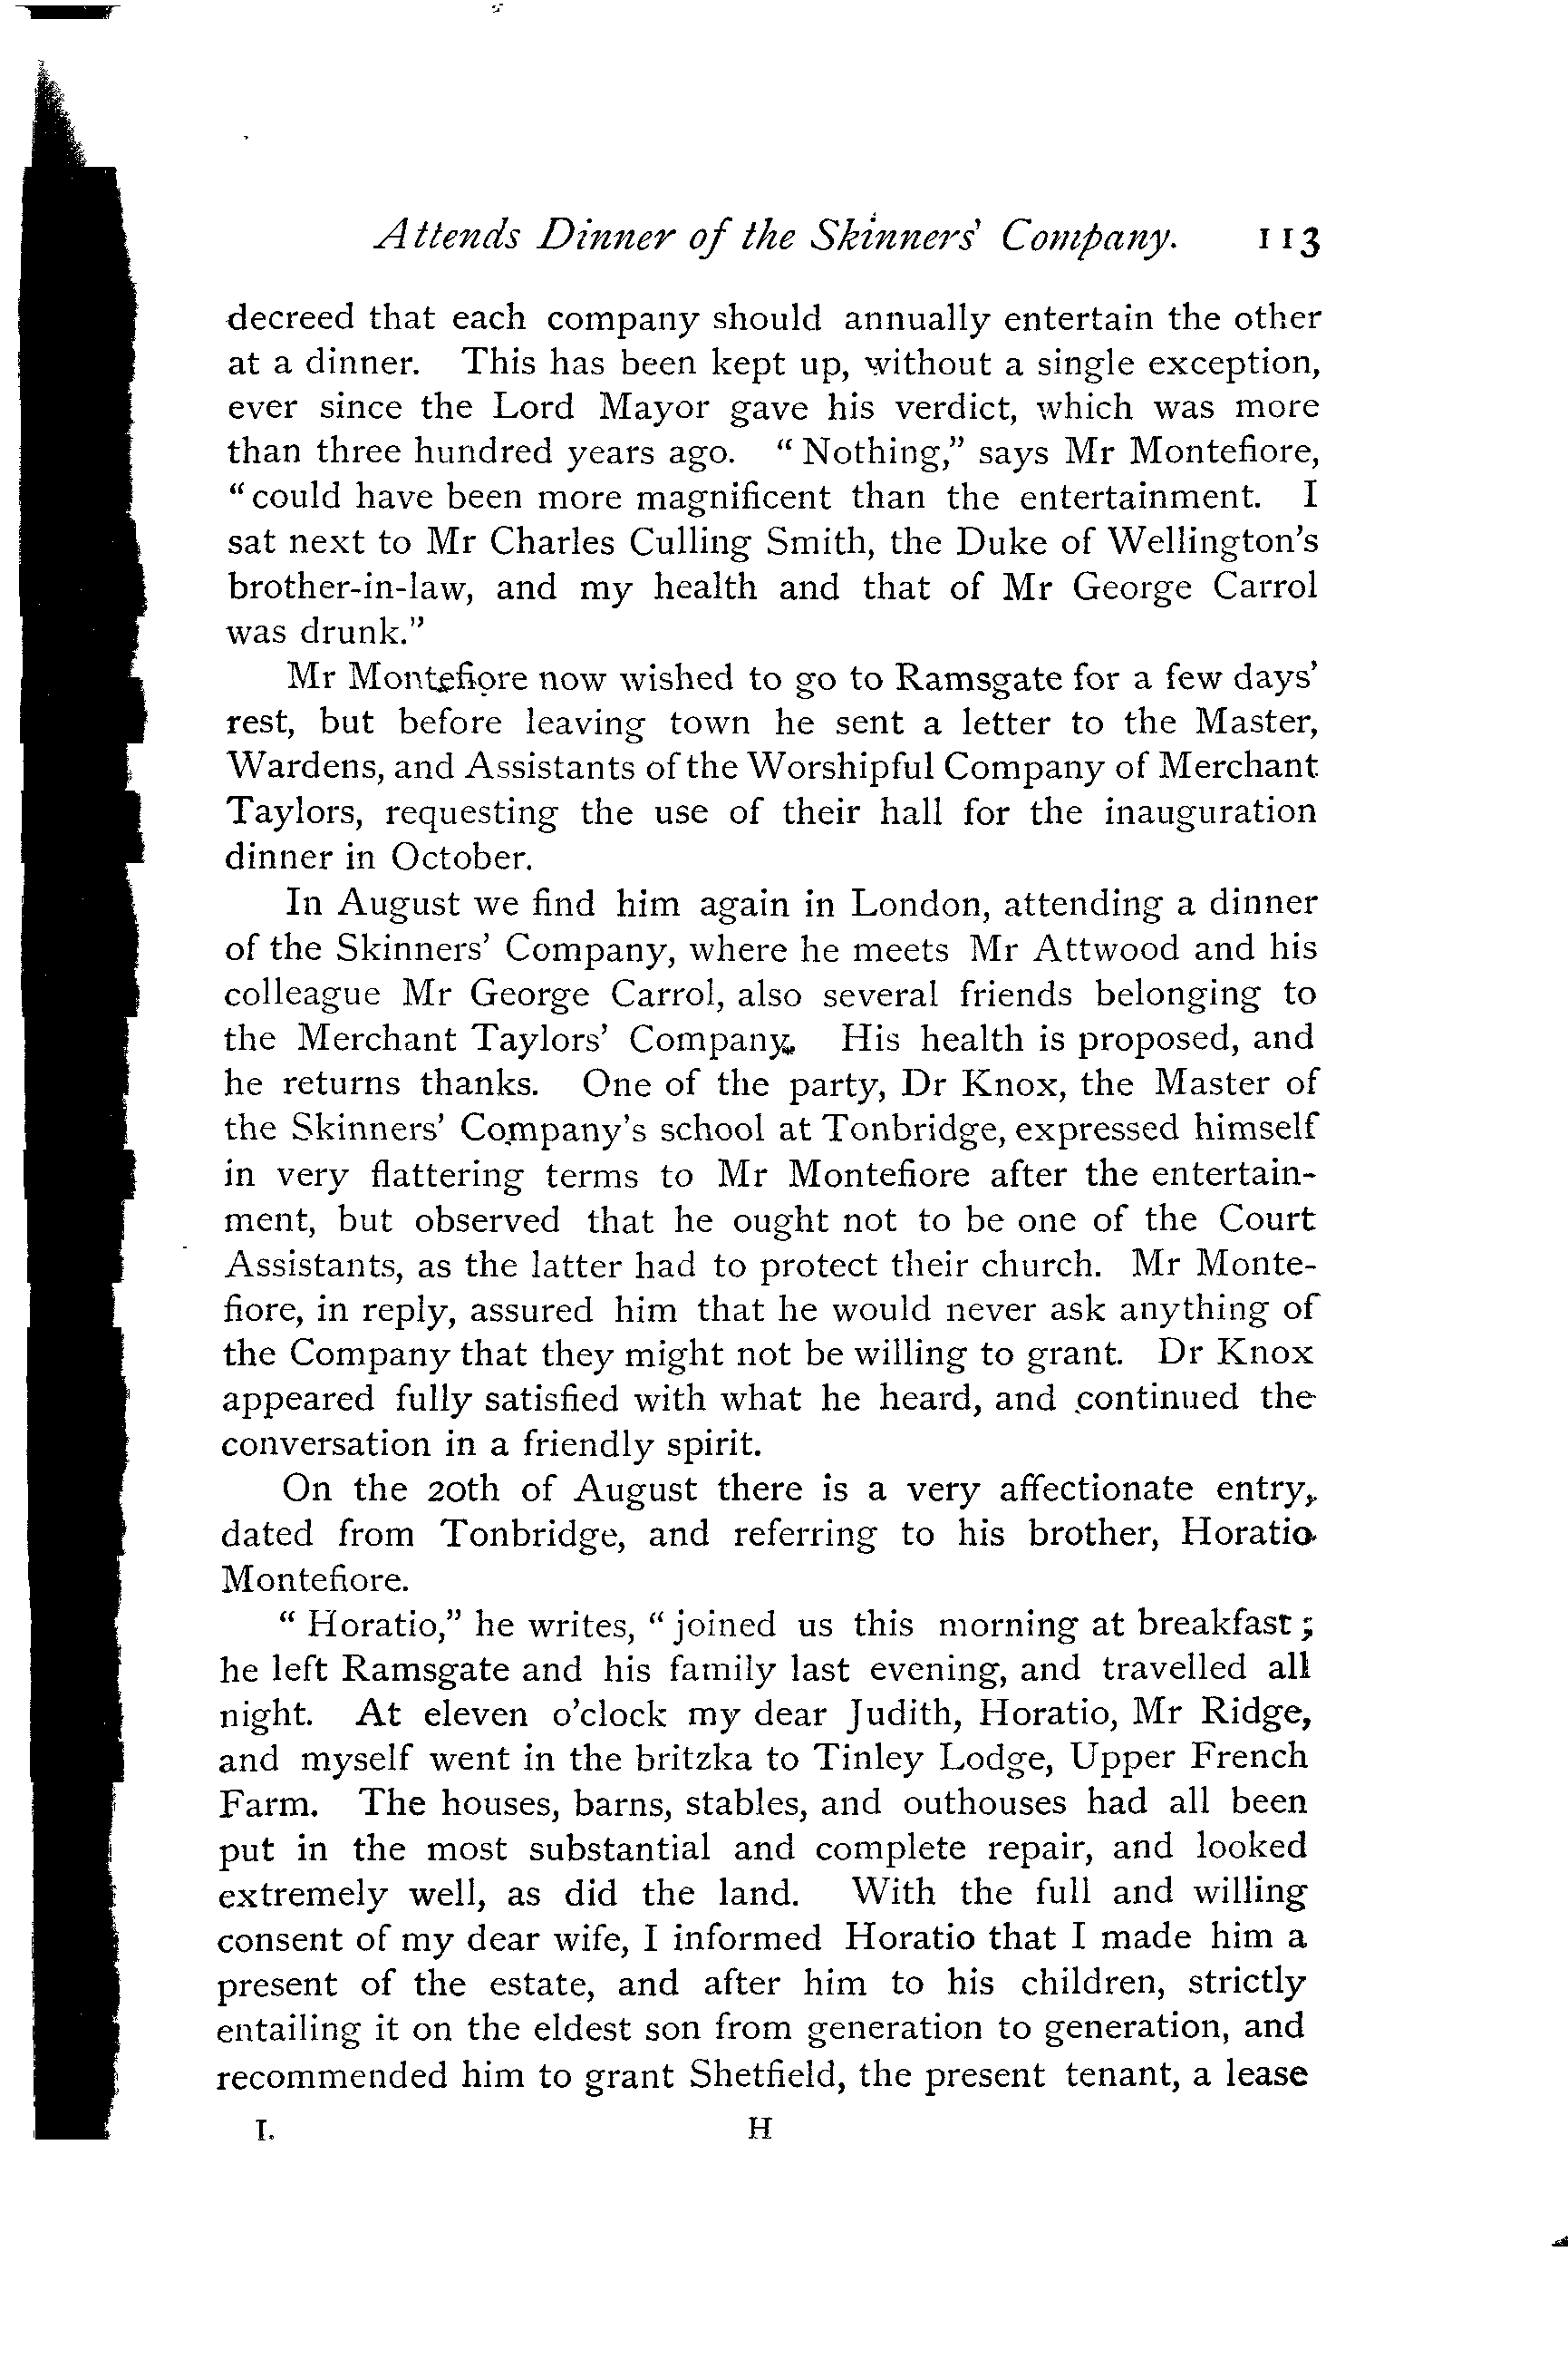 Attends Dinner of the Skinners' Company. 113
decreed that each company should annually entertain the other
at a dinner. This has been kept up, without a single exception,
ever since the Lord Mayor gave his verdict, which was more
than three hundred years ago. “Nothing,” says Mr Montefiore,
“could have been more magnificent than the entertainment. I
sat next to Mr Charles Culling Smith, the Duke of Wellington's
brother-in-law, and my health and that of Mr George Carrol
was drunk.”
Mr Montefiore now wished to go to Ramsgate for a few days'
rest, but before leaving town he sent a letter to the Master,
Wardens, and Assistants of the Worshipful Company of Merchant
Taylors, requesting the use of their hall for the inauguration
dinner in October.
In August we find him again in London, attending a dinner
of the Skinners' Company, where he meets Mr Attwood and his
colleague Mr George Carrol, also several friends belonging to
the Merchant Taylors' Company. His health is proposed, and
he returns thanks. One of the party, Dr Knox, the Master of
the Skinners' Company's school at Tonbridge, expressed himself
in very flattering terms to Mr Montefiore after the entertain-
ment, but observed that he ought not to be one of the Court
Assistants, as the latter had to protect their church. Mr Monte-
fiore, in reply, assured him that he would never ask anything of
the Company that they might not be willing to grant. Dr Knox
appeared fully satisfied with what he heard, and continued the
conversation in a friendly spirit.
On the 20th of August there is a very affectionate entry,
dated from Tonbridge, and referring to his brother, Horatio
Montefiore.
“Horatio,” he writes, “joined us this morning at breakfast;
he left Ramsgate and his family last evening, and travelled all
night. At eleven o'clock my dear Judith, Horatio, Mr Ridge,
and myself went in the britzka to Tinley Lodge, Upper French
Farm. The houses, barns, stables, and outhouses had all been
put in the most substantial and complete repair, and looked
extremely well, as did the land. With the full and willing
consent of my dear wife, I informed Horatio that I made him a
present of the estate, and after him to his children, strictly
entailing it on the eldest son from generation to generation, and
recommended him to grant Shetfield, the present tenant, a lease
I. H